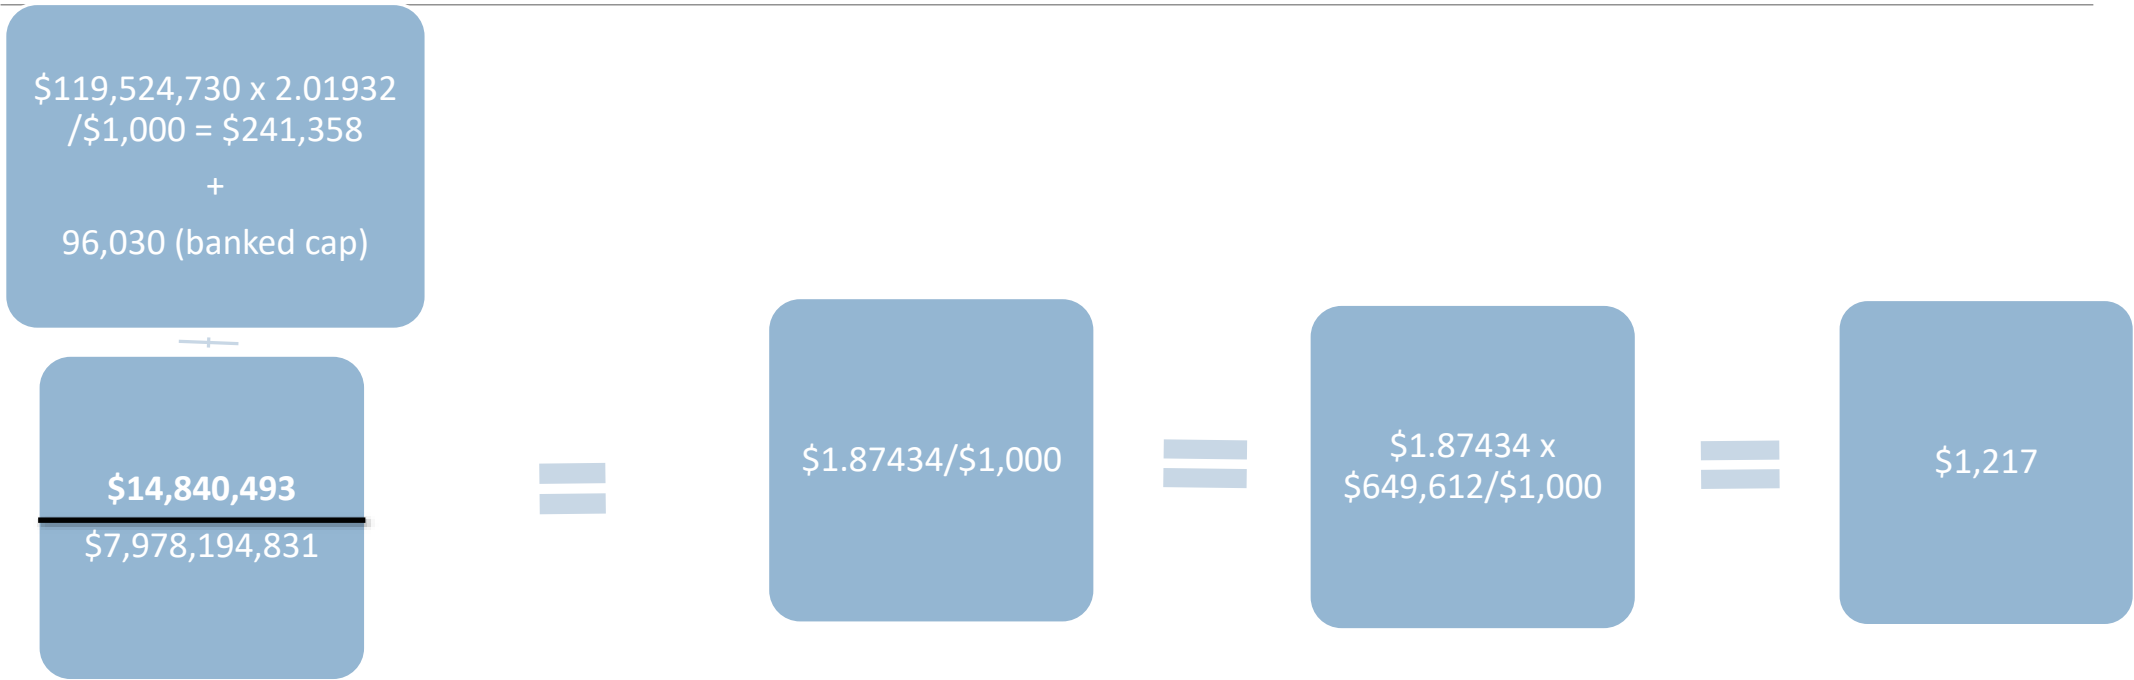 $119,524,730 x 2.01932
/$1,000 = $241,358
+
96,030 (banked cap)
$14,840,493
$7,978,194,831
$1.87434/$1,000
$1.87434 x
$649,612/$1,000
$1,217